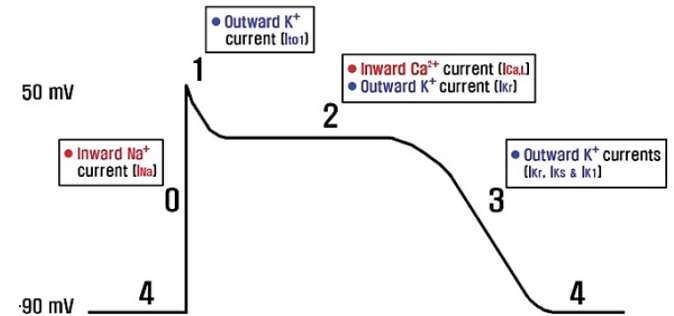 ● Outward K⁺
current (Ito1)
1
50 mV
● Inward Ca²⁺ current (ICa,L)
● Outward K⁺ current (IKr)
2
● Inward Na⁺
current (INa)
0
● Outward K⁺ currents
(IKr, IKs & IK1)
3
4
4
-90 mV